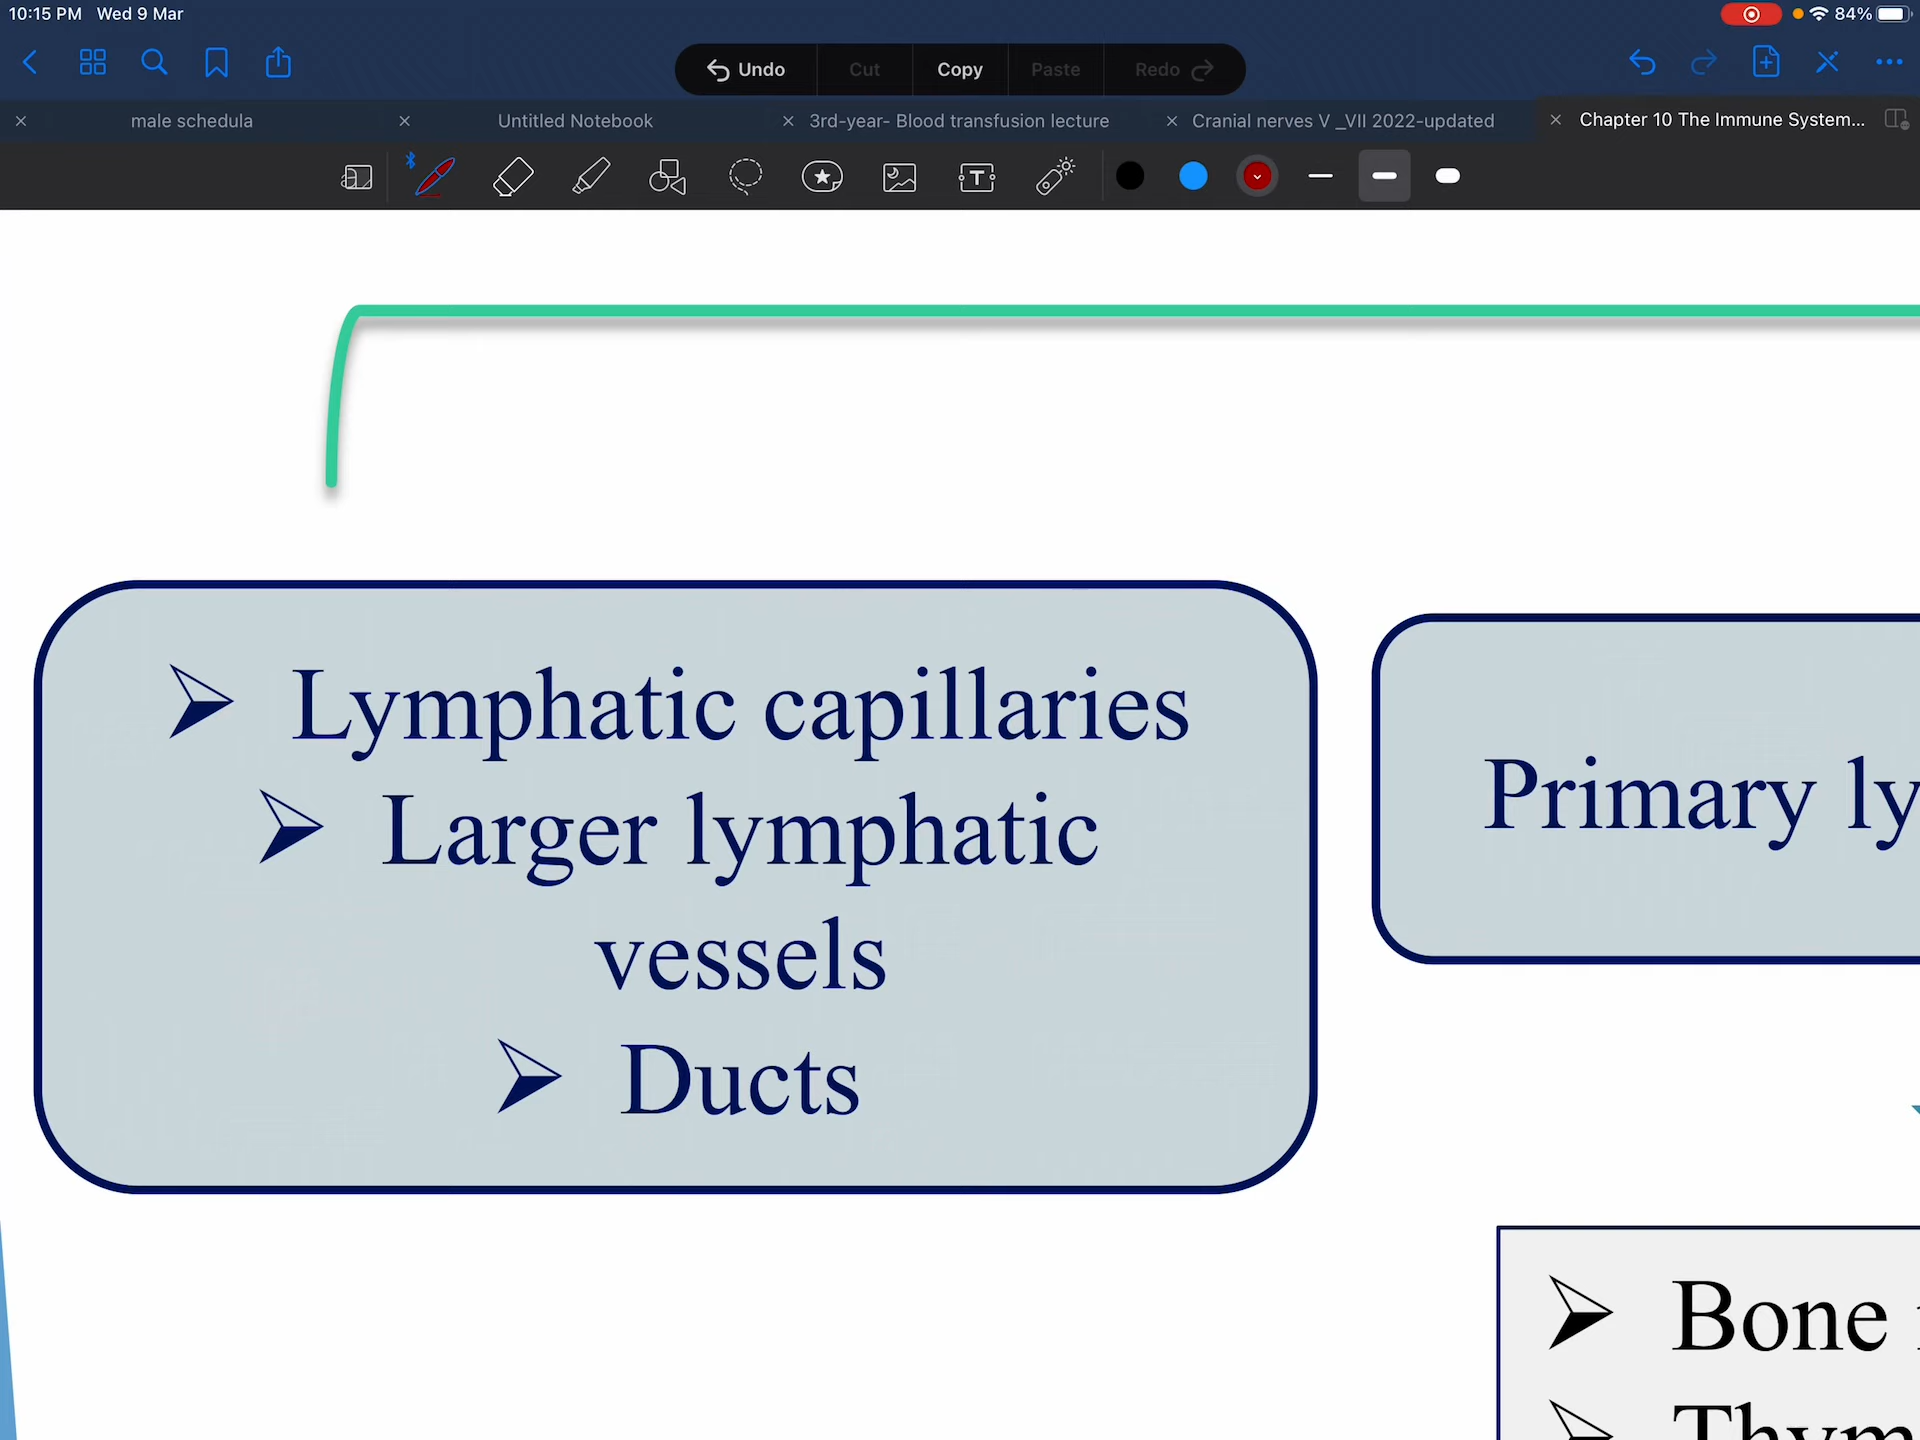 10:15 PM Wed 9 Mar
84%
Undo Cut Copy Paste Redo
male schedula
Untitled Notebook
3rd-year- Blood transfusion lecture
Cranial nerves V _VII 2022-updated
Chapter 10 The Immune System...
➢ Lymphatic capillaries
➢ Larger lymphatic
vessels
➢ Ducts
Primary
➢ Bone